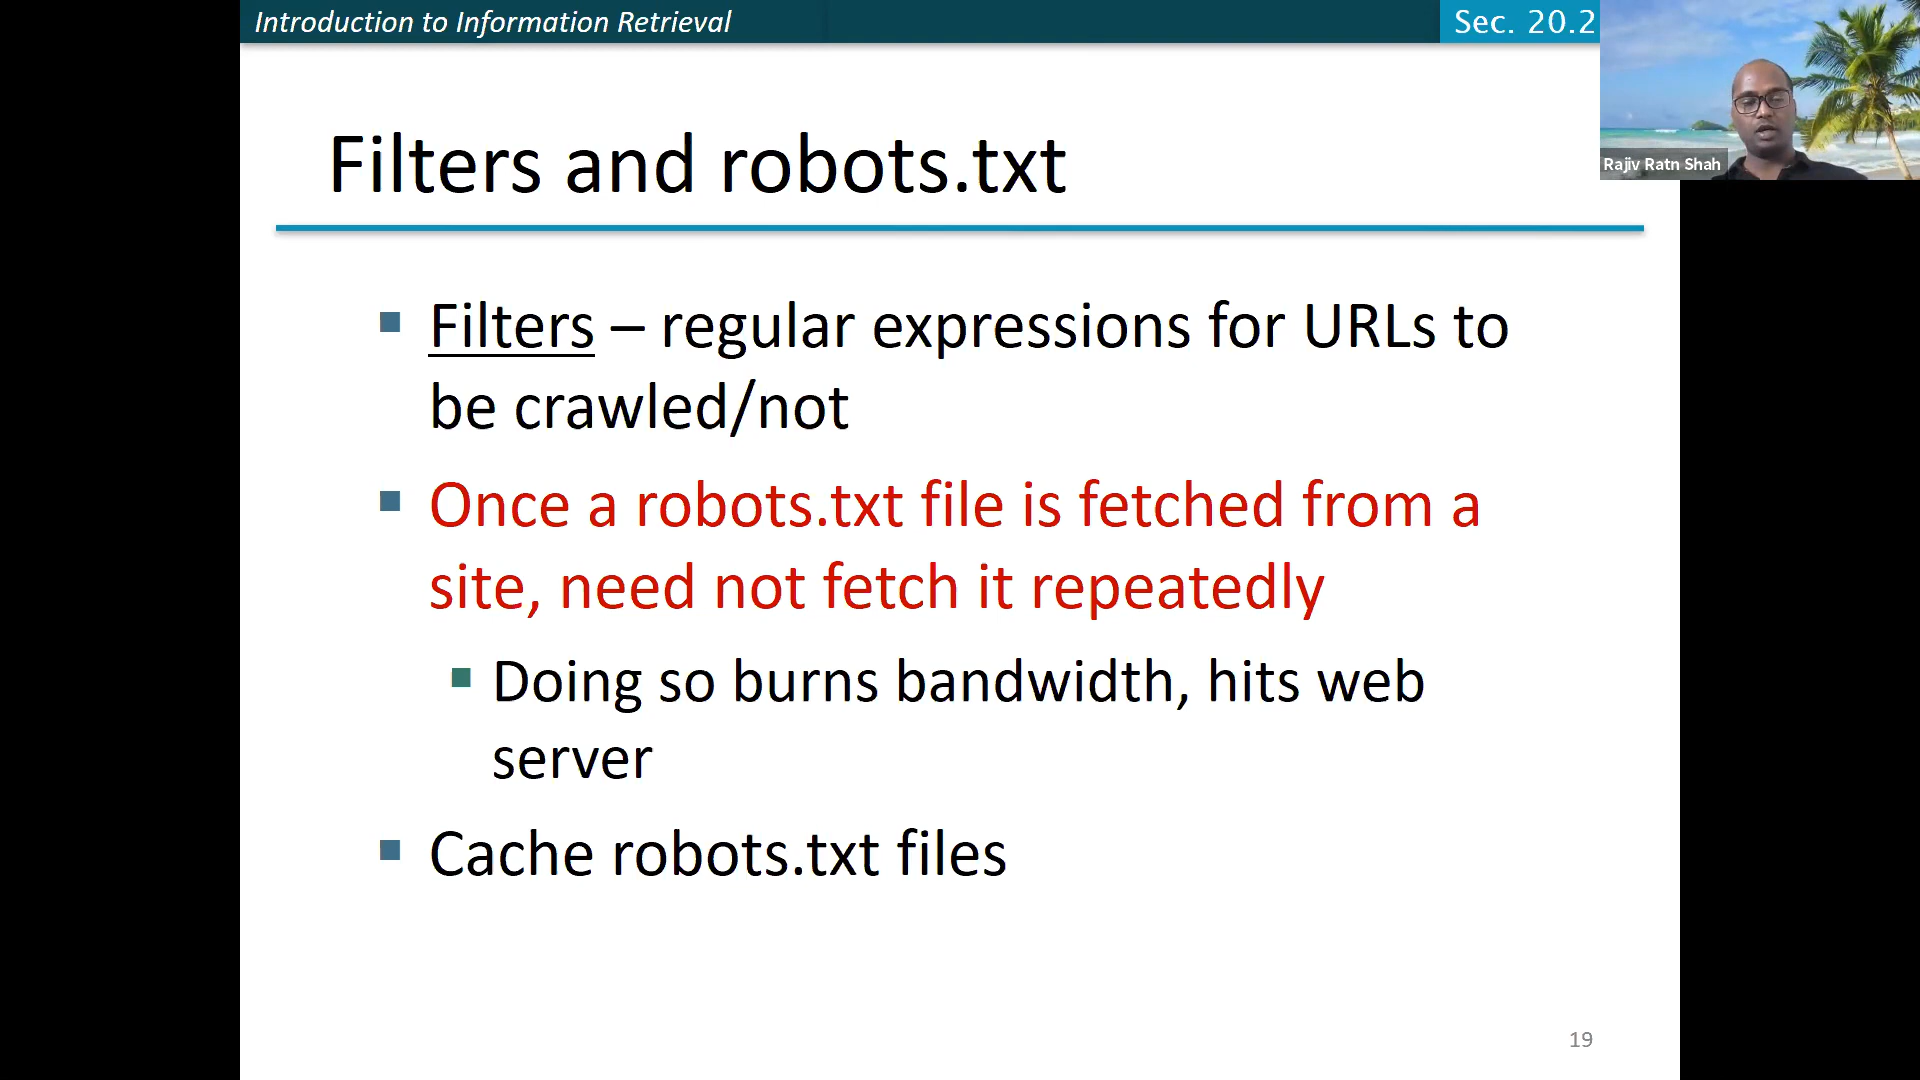 Introduction to Information Retrieval
Sec. 20.2
Rajiv Ratn Shah
Filters and robots.txt
Filters – regular expressions for URLs to
be crawled/not
Once a robots.txt file is fetched from a
site, need not fetch it repeatedly
Doing so burns bandwidth, hits web
server
Cache robots.txt files
19